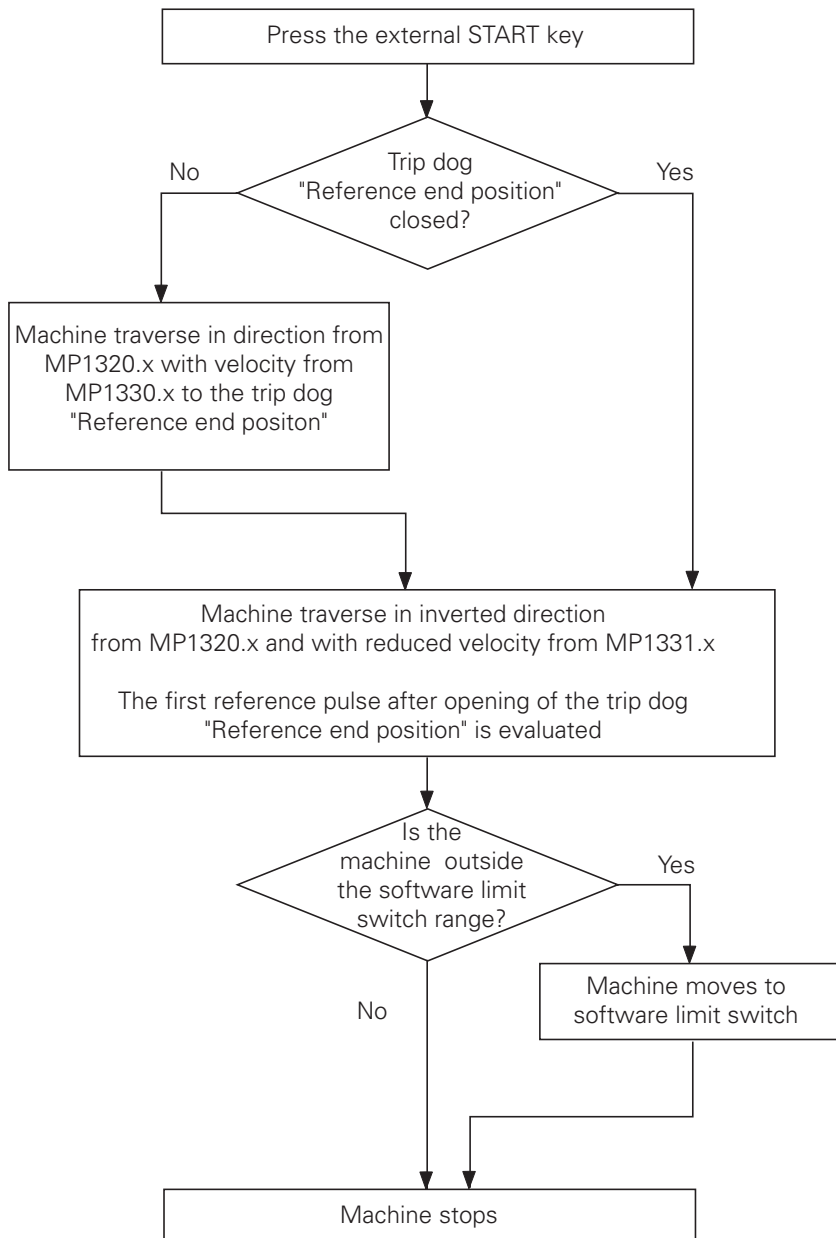 Press the external START key
Trip dog
"Reference end position"
closed?
No
Yes
Machine traverse in direction from
MP1320.x with velocity from
MP1330.x to the trip dog
"Reference end positon"
Machine traverse in inverted direction
from MP1320.x and with reduced velocity from MP1331.x
The first reference pulse after opening of the trip dog
"Reference end position" is evaluated
Is the
machine outside
the software limit
switch range?
Yes
No
Machine moves to
software limit switch
Machine stops